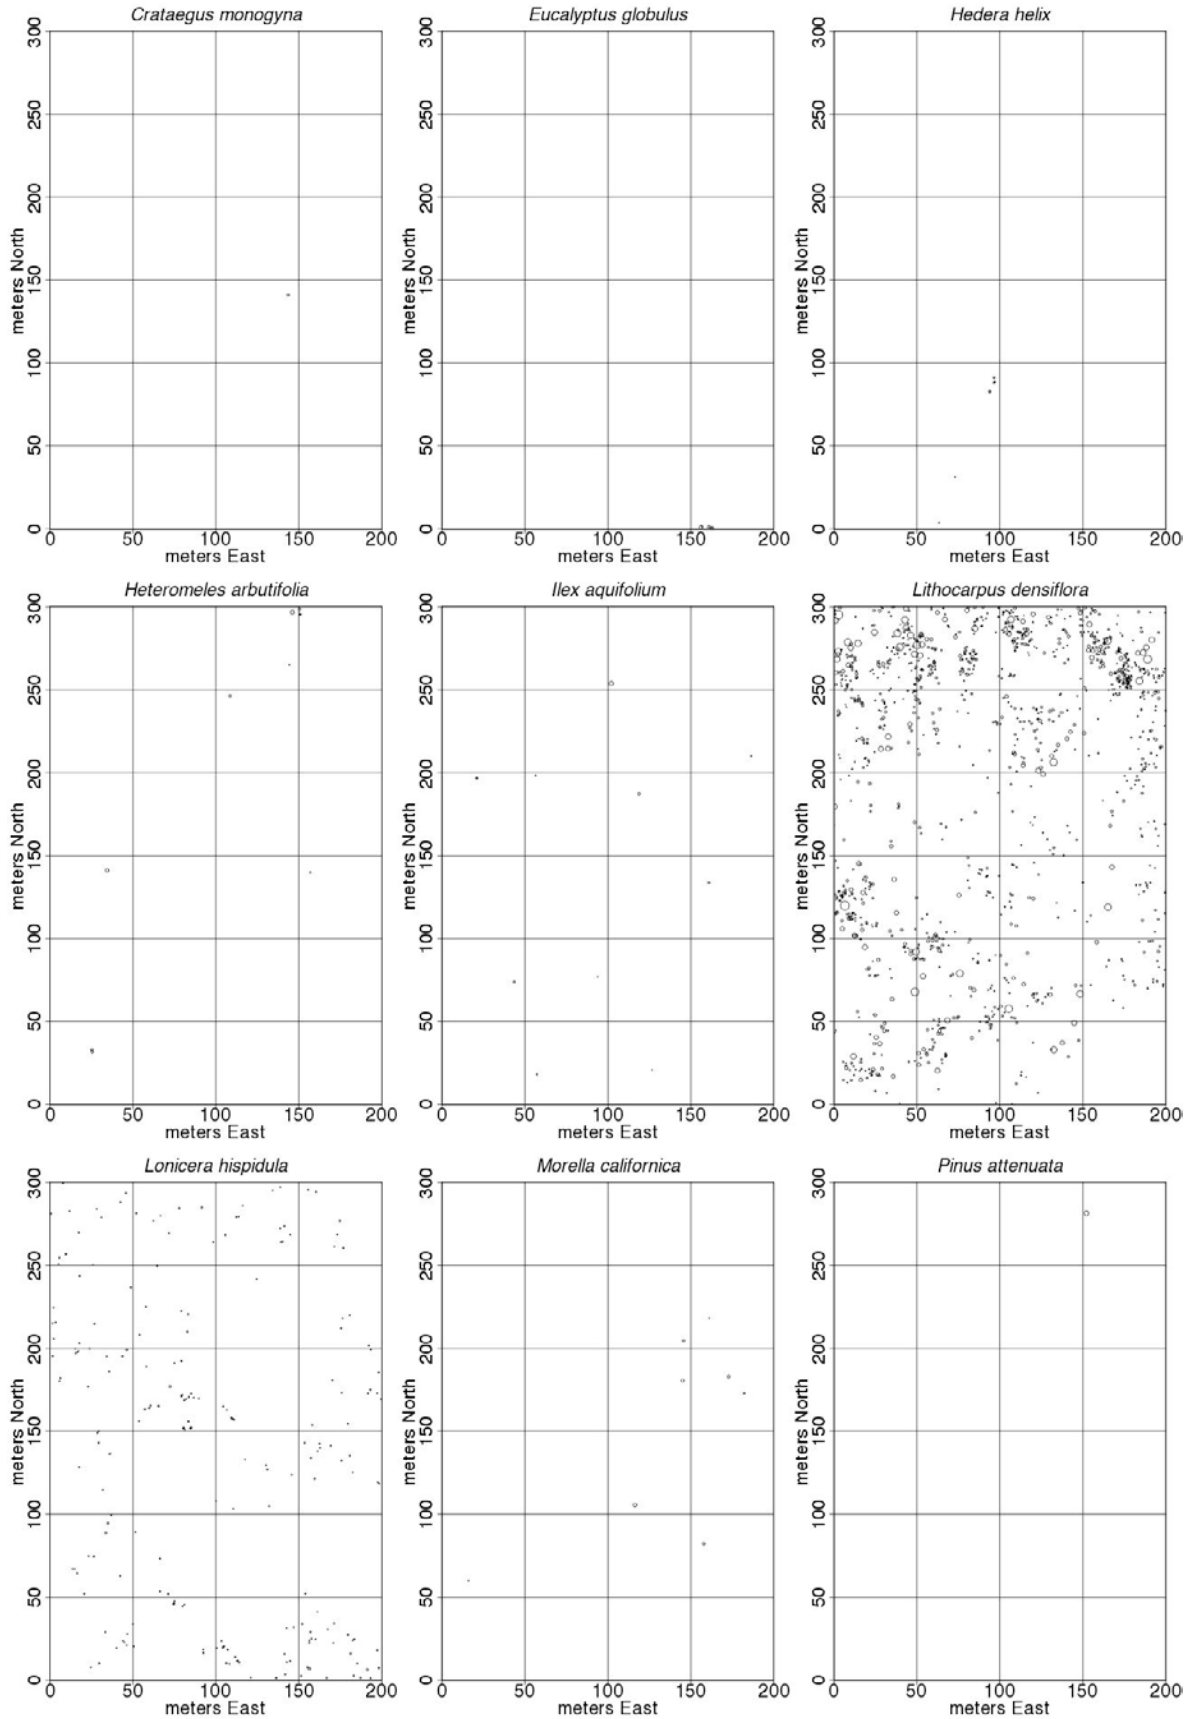 Crataegus monogyna
Eucalyptus globulus
Hedera helix
meters North
300
250
200
150
100
50
0
0 50 100 150 200
meters East
meters North
300
250
200
150
100
50
0
0 50 100 150 200
meters East
meters North
300
250
200
150
100
50
0
0 50 100 150 200
meters East
Heteromeles arbutifolia
Ilex aquifolium
Lithocarpus densiflora
meters North
300
250
200
150
100
50
0
0 50 100 150 200
meters East
meters North
300
250
200
150
100
50
0
0 50 100 150 200
meters East
meters North
300
250
200
150
100
50
0
0 50 100 150 200
meters East
Lonicera hispidula
Morella californica
Pinus attenuata
meters North
300
250
200
150
100
50
0
0 50 100 150 200
meters East
meters North
300
250
200
150
100
50
0
0 50 100 150 200
meters East
meters North
300
250
200
150
100
50
0
0 50 100 150 200
meters East